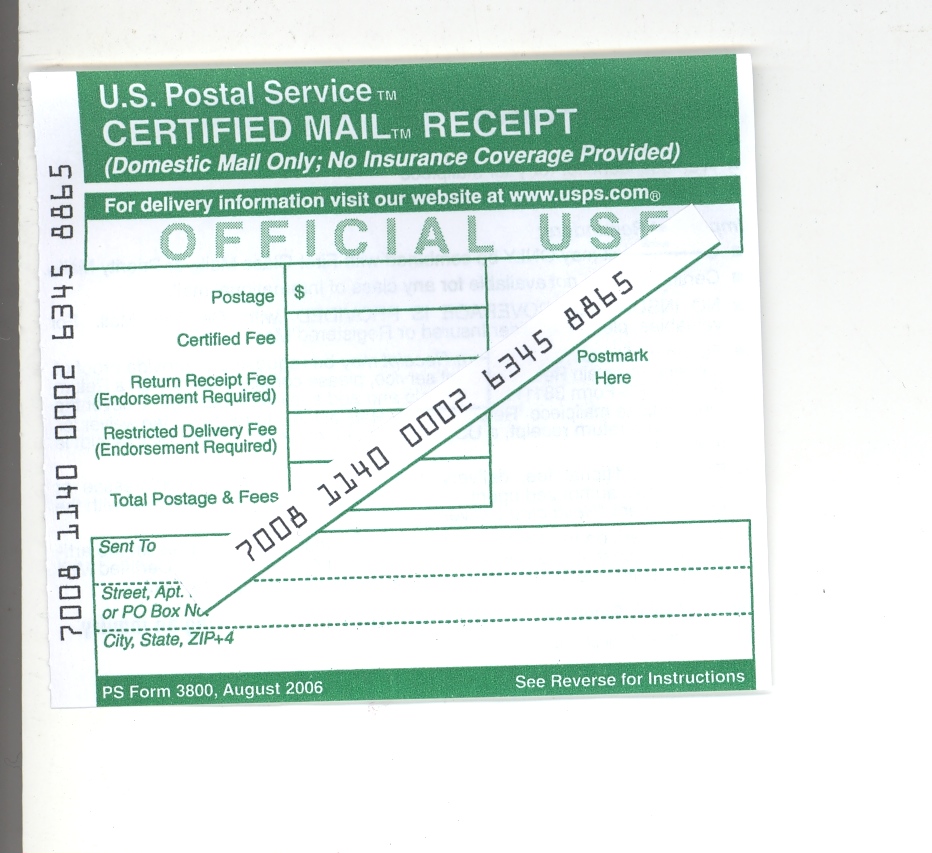 U.S. Postal Service™
CERTIFIED MAIL™ RECEIPT
(Domestic Mail Only; No Insurance Coverage Provided)
For delivery information visit our website at www.usps.com®
OFFICIAL USE
Postage $
Certified Fee
Return Receipt Fee
(Endorsement Required)
Restricted Delivery Fee
(Endorsement Required)
Total Postage & Fees
Postmark
Here
7008 1140 0002 6345 8865
7008 1140 0002 6345 8865
Sent To
Street, Apt.
or PO Box
City, State, ZIP+4
PS Form 3800, August 2006
See Reverse for Instructions